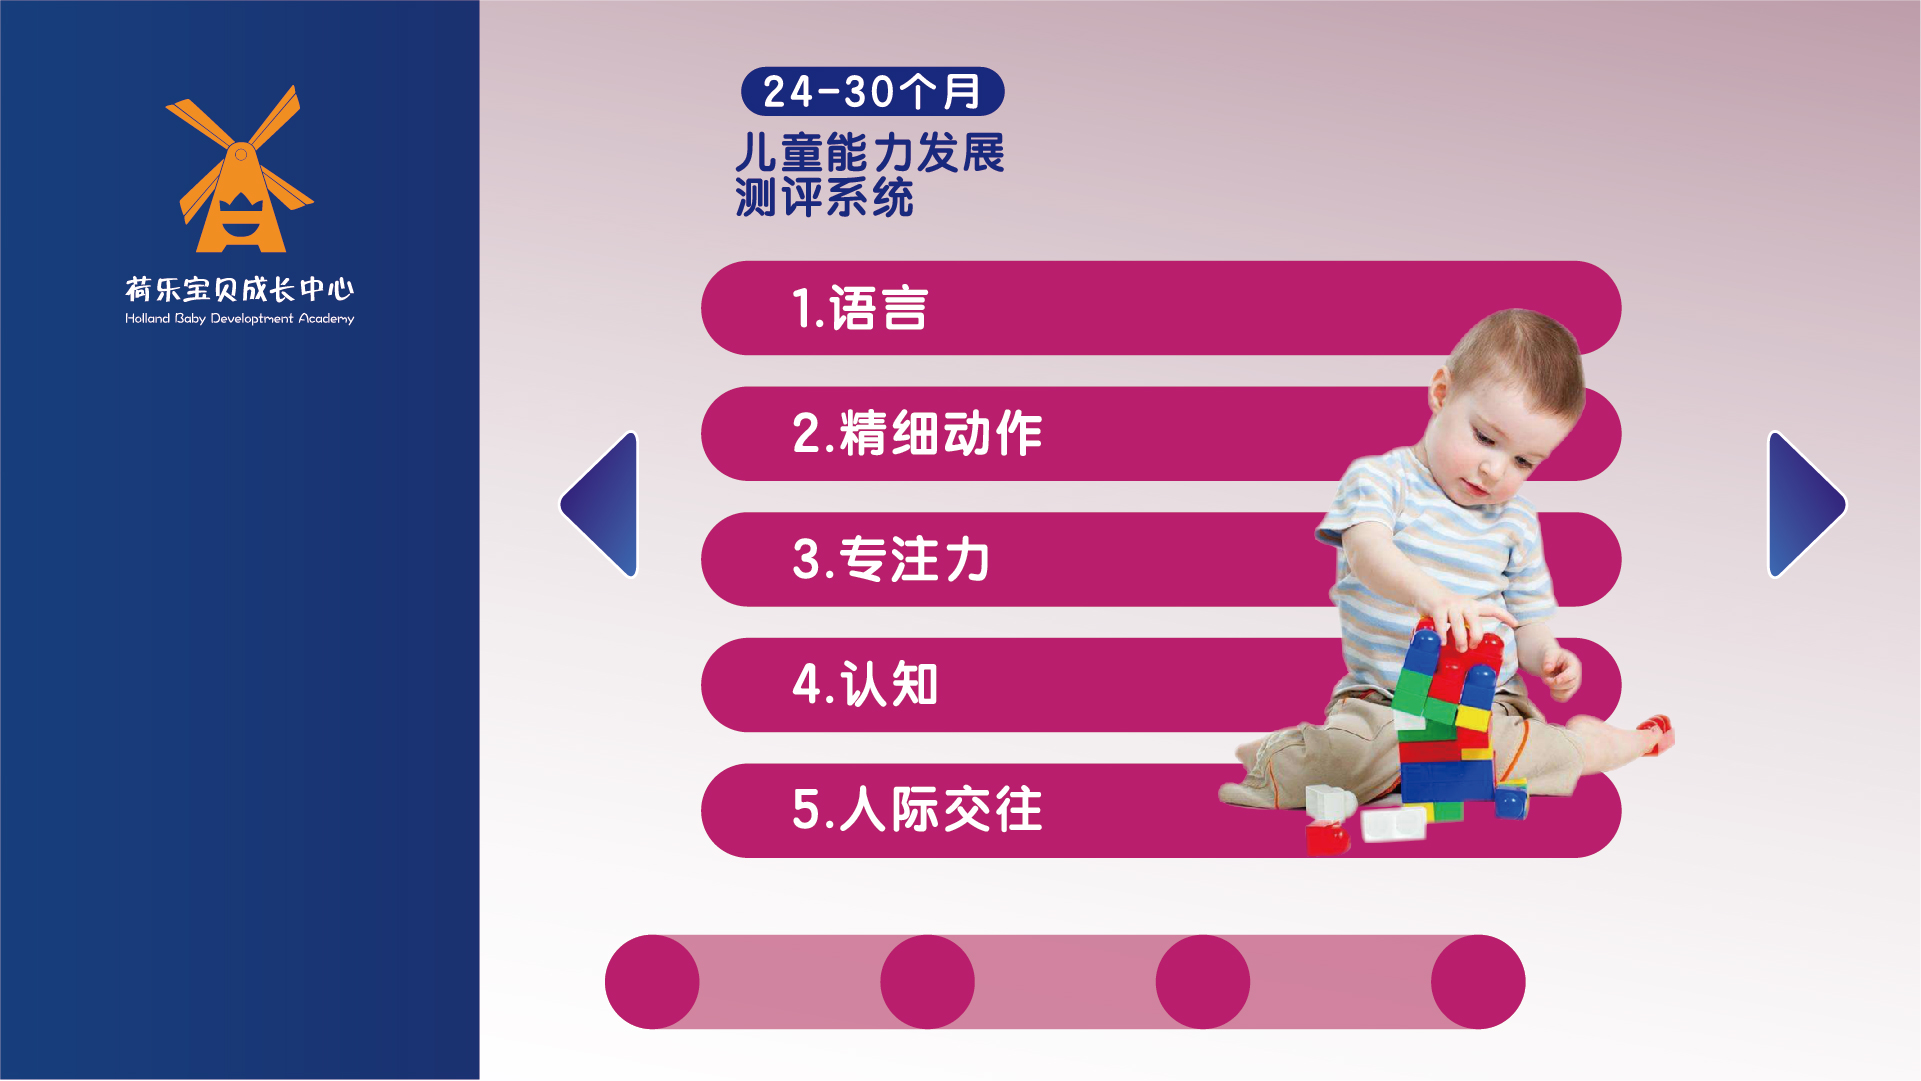 荷乐宝贝成长中心
Holland Baby Developtment Academy
24-30个月
儿童能力发展
测评系统
1.语言
2.精细动作
3.专注力
4.认知
5.人际交往